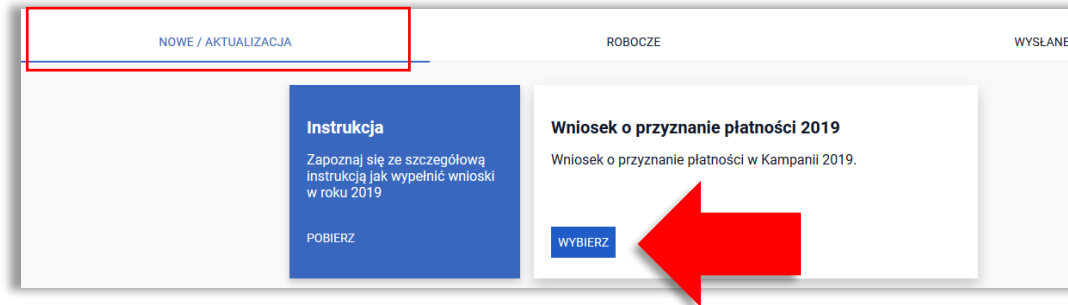 NOWE / AKTUALIZACJA
ROBOCZE
WYSŁANE
Instrukcja
Zapoznaj się ze szczegółową
instrukcją jak wypełnić wnioski
w roku 2019
POBIERZ
Wniosek o przyznanie płatności 2019
Wniosek o przyznanie płatności w Kampanii 2019.
WYBIERZ